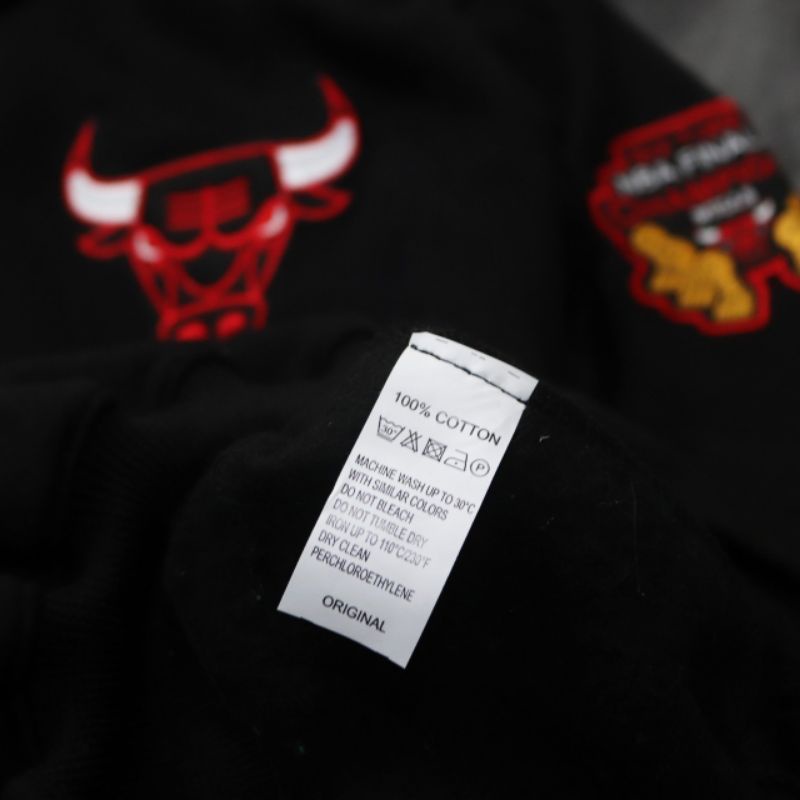 NBA FINALS
CHAMPIONS
100% COTTON
30°
P
MACHINE WASH UP TO 30°C
WITH SIMILAR COLORS
DO NOT BLEACH
DO NOT TUMBLE DRY
IRON UP TO 110°C/230°F
DRY CLEAN
PERCHLOROETHYLENE
ORIGINAL